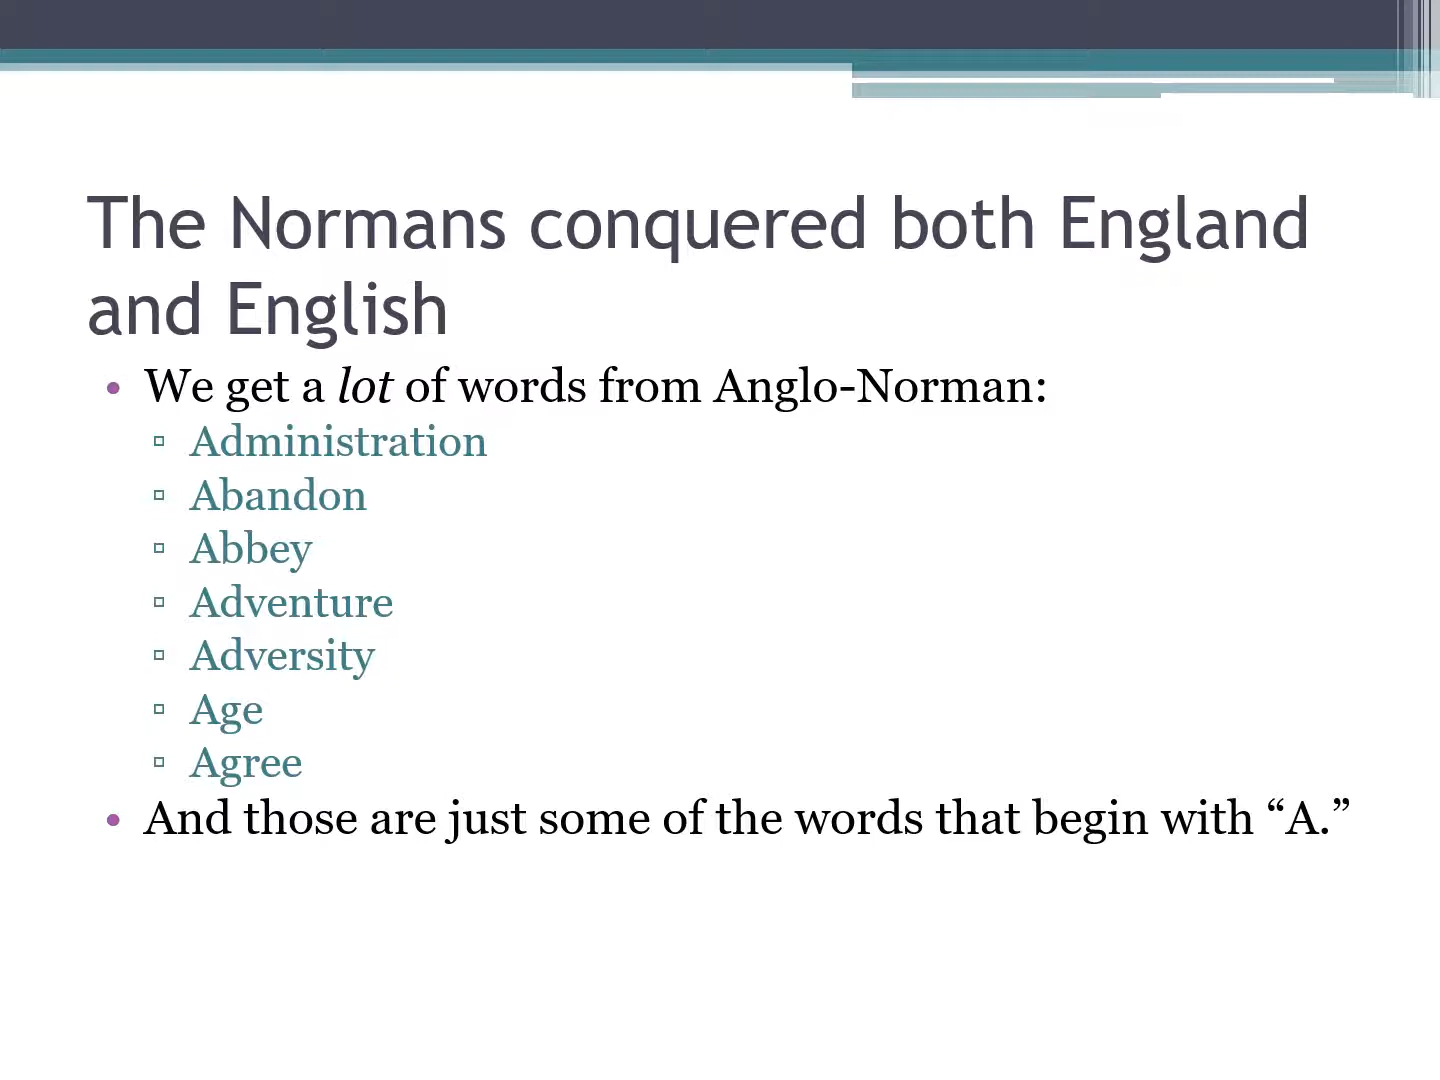 The Normans conquered both England
and English
• We get a lot of words from Anglo-Norman:
▫ Administration
▫ Abandon
▫ Abbey
▫ Adventure
▫ Adversity
▫ Age
▫ Agree
• And those are just some of the words that begin with “A.”